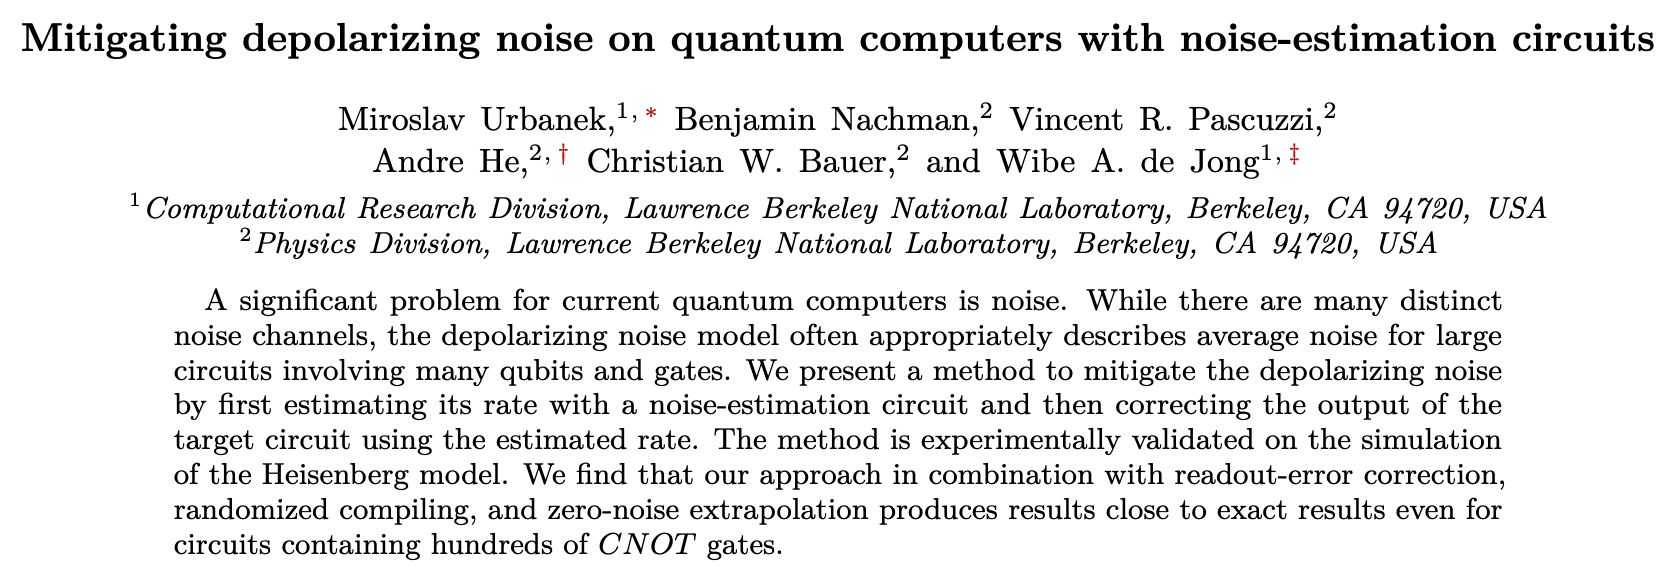 Mitigating depolarizing noise on quantum computers with noise-estimation circuits
Miroslav Urbanek,1, * Benjamin Nachman,2 Vincent R. Pascuzzi,2
Andre He,2, † Christian W. Bauer,2 and Wibe A. de Jong1, ‡
1 Computational Research Division, Lawrence Berkeley National Laboratory, Berkeley, CA 94720, USA
2 Physics Division, Lawrence Berkeley National Laboratory, Berkeley, CA 94720, USA
A significant problem for current quantum computers is noise. While there are many distinct
noise channels, the depolarizing noise model often appropriately describes average noise for large
circuits involving many qubits and gates. We present a method to mitigate the depolarizing noise
by first estimating its rate with a noise-estimation circuit and then correcting the output of the
target circuit using the estimated rate. The method is experimentally validated on the simulation
of the Heisenberg model. We find that our approach in combination with readout-error correction,
randomized compiling, and zero-noise extrapolation produces results close to exact results even for
circuits containing hundreds of CNOT gates.